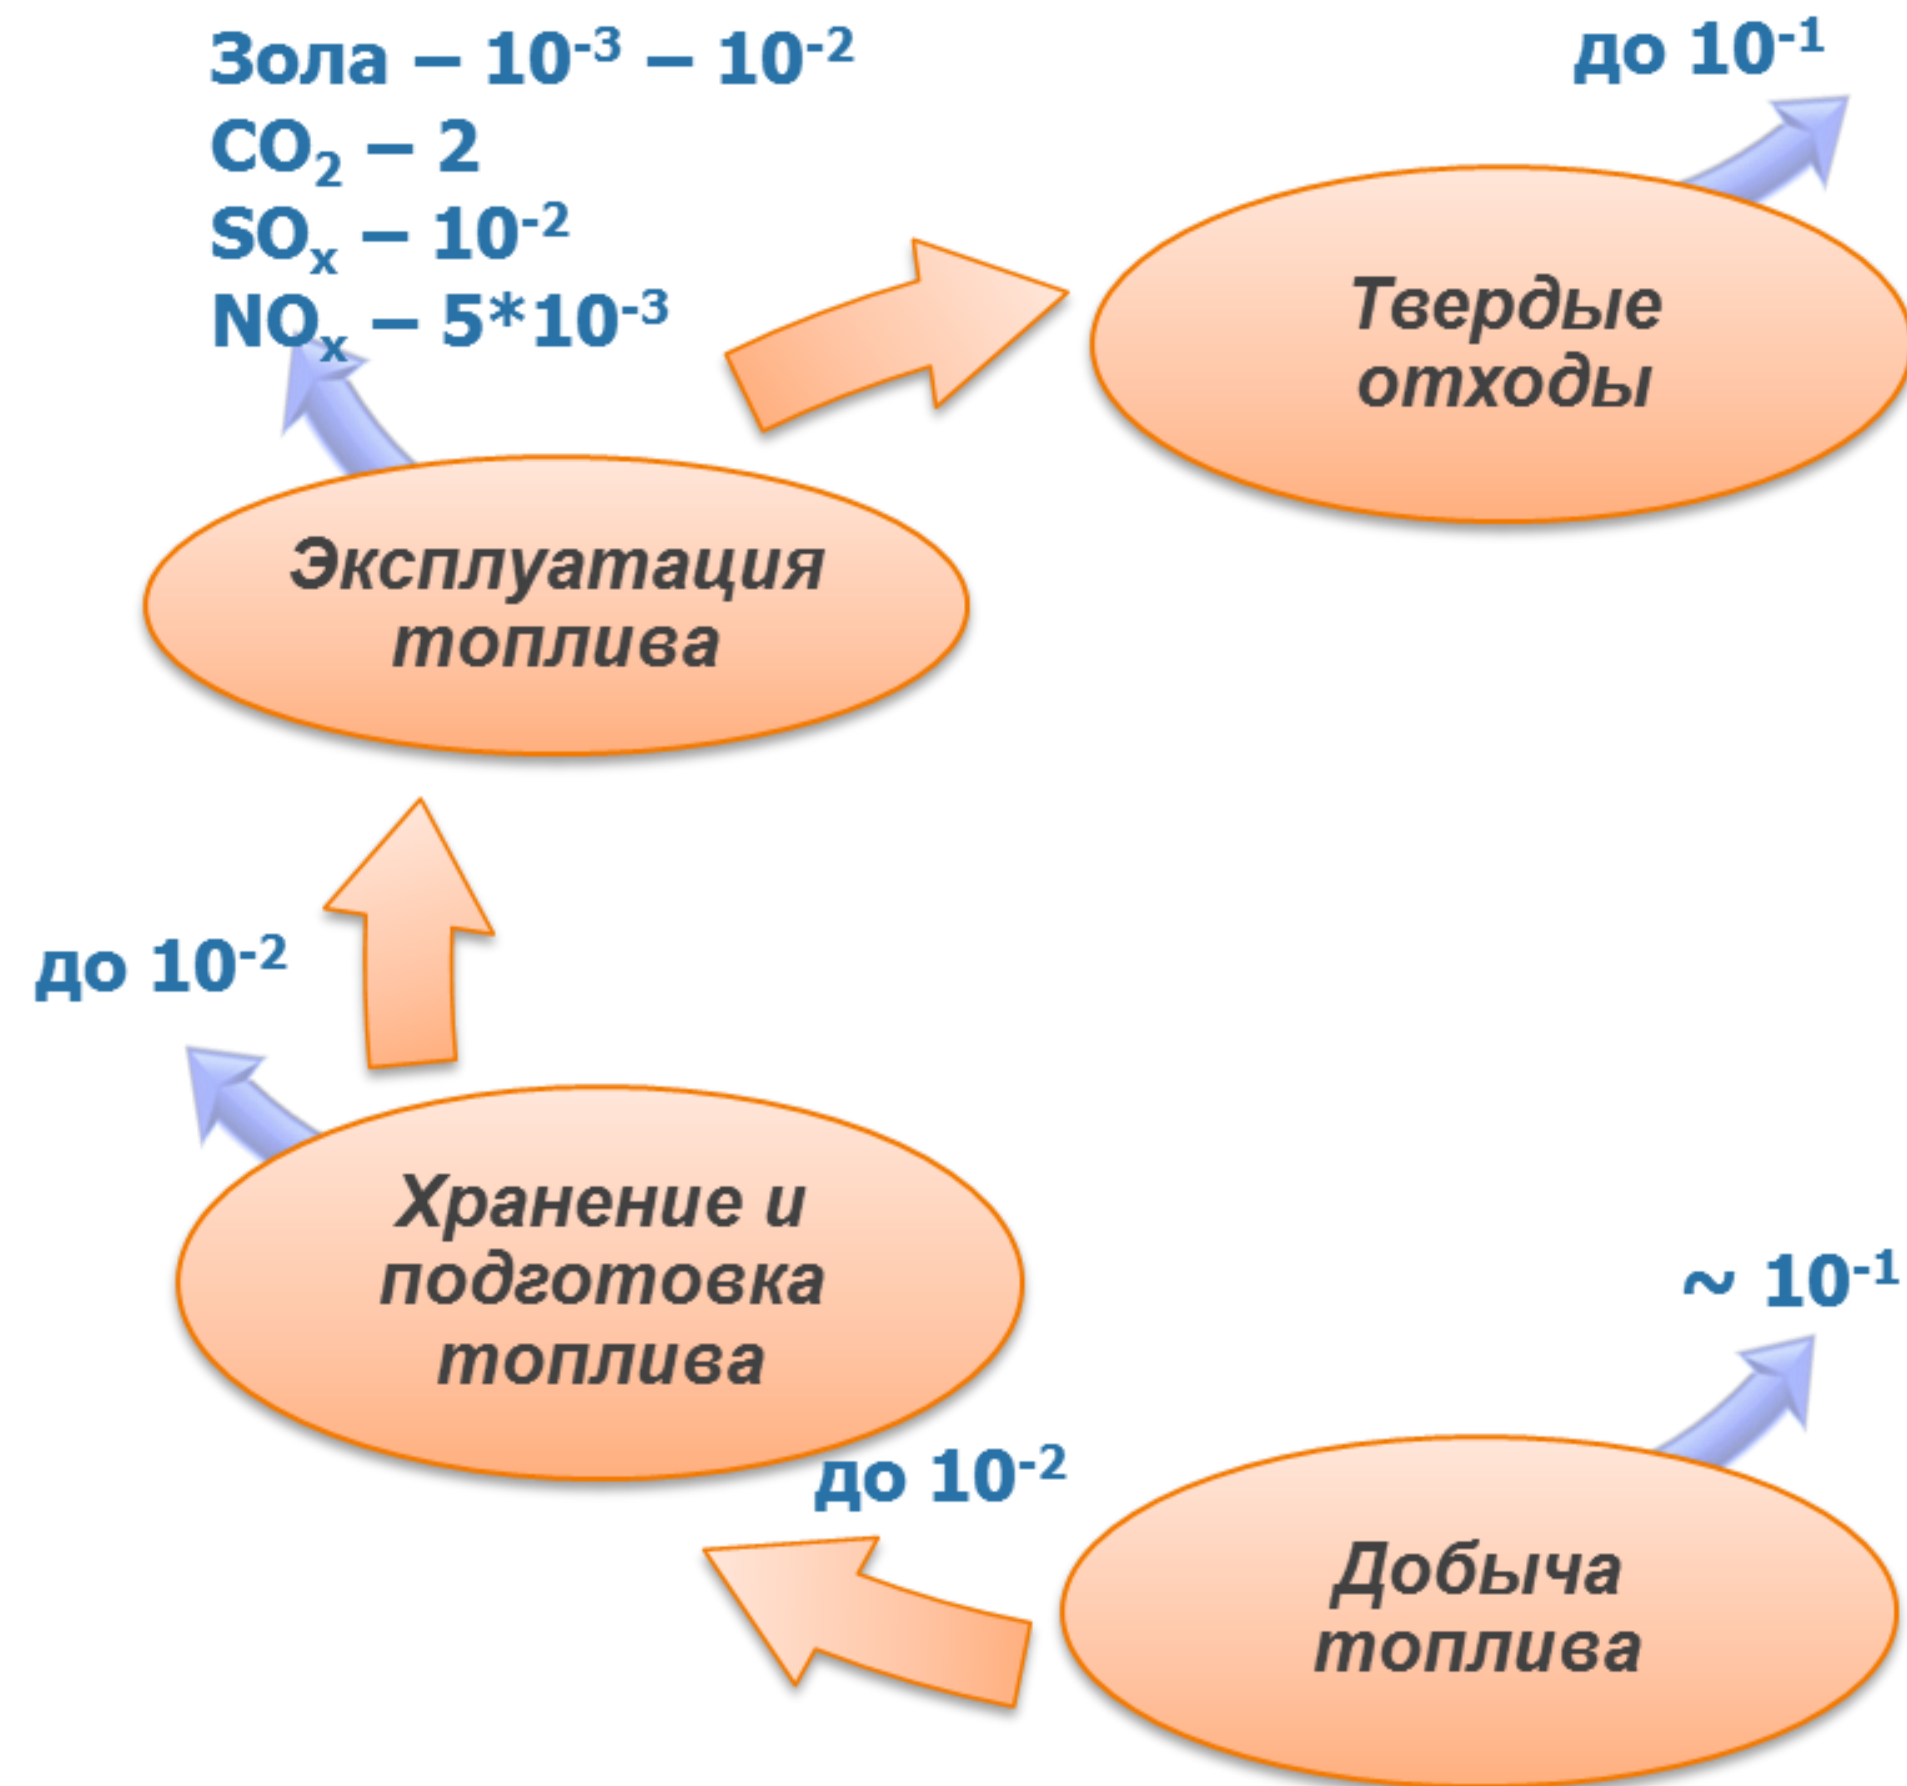 Зола – 10⁻³ – 10⁻²
CO₂ – 2
SOₓ – 10⁻²
NOₓ – 5*10⁻³
до 10⁻¹
Твердые
отходы
Эксплуатация
топлива
до 10⁻²
Хранение и
подготовка
топлива
до 10⁻²
~ 10⁻¹
Добыча
топлива